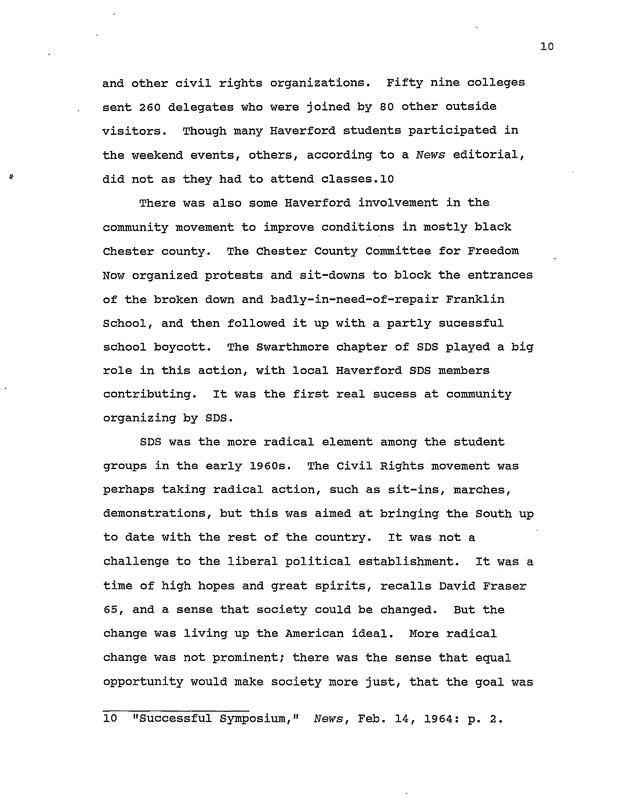 10
and other civil rights organizations. Fifty nine colleges
sent 260 delegates who were joined by 80 other outside
visitors. Though many Haverford students participated in
the weekend events, others, according to a News editorial,
did not as they had to attend classes.10
There was also some Haverford involvement in the
community movement to improve conditions in mostly black
Chester county. The Chester County Committee for Freedom
Now organized protests and sit-downs to block the entrances
of the broken down and badly-in-need-of-repair Franklin
School, and then followed it up with a partly sucessful
school boycott. The Swarthmore chapter of SDS played a big
role in this action, with local Haverford SDS members
contributing. It was the first real sucess at community
organizing by SDS.
SDS was the more radical element among the student
groups in the early 1960s. The Civil Rights movement was
perhaps taking radical action, such as sit-ins, marches,
demonstrations, but this was aimed at bringing the South up
to date with the rest of the country. It was not a
challenge to the liberal political establishment. It was a
time of high hopes and great spirits, recalls David Fraser
65, and a sense that society could be changed. But the
change was living up the American ideal. More radical
change was not prominent; there was the sense that equal
opportunity would make society more just, that the goal was
10 "Successful Symposium," News, Feb. 14, 1964: p. 2.